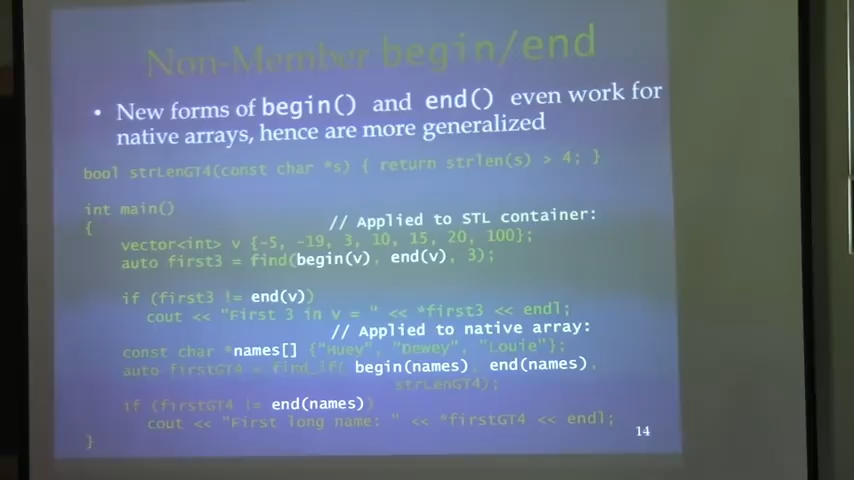 Non-Member begin/end
• New forms of begin() and end() even work for
native arrays, hence are more generalized
bool strLenGT4(const char *s) { return strlen(s) > 4; }
int main()
{
// Applied to STL container:
vector<int> v {-5, -19, 3, 10, 15, 20, 100};
auto first3 = find(begin(v), end(v), 3);
if (first3 != end(v))
cout << "First 3 in v = " << *first3 << endl;
// Applied to native array:
const char *names[] {"Huey", "Dewey", "Louie"};
auto firstGT4 = find_if( begin(names), end(names),
strLenGT4);
if (firstGT4 != end(names))
cout << "First long name: " << *firstGT4 << endl;
}
14